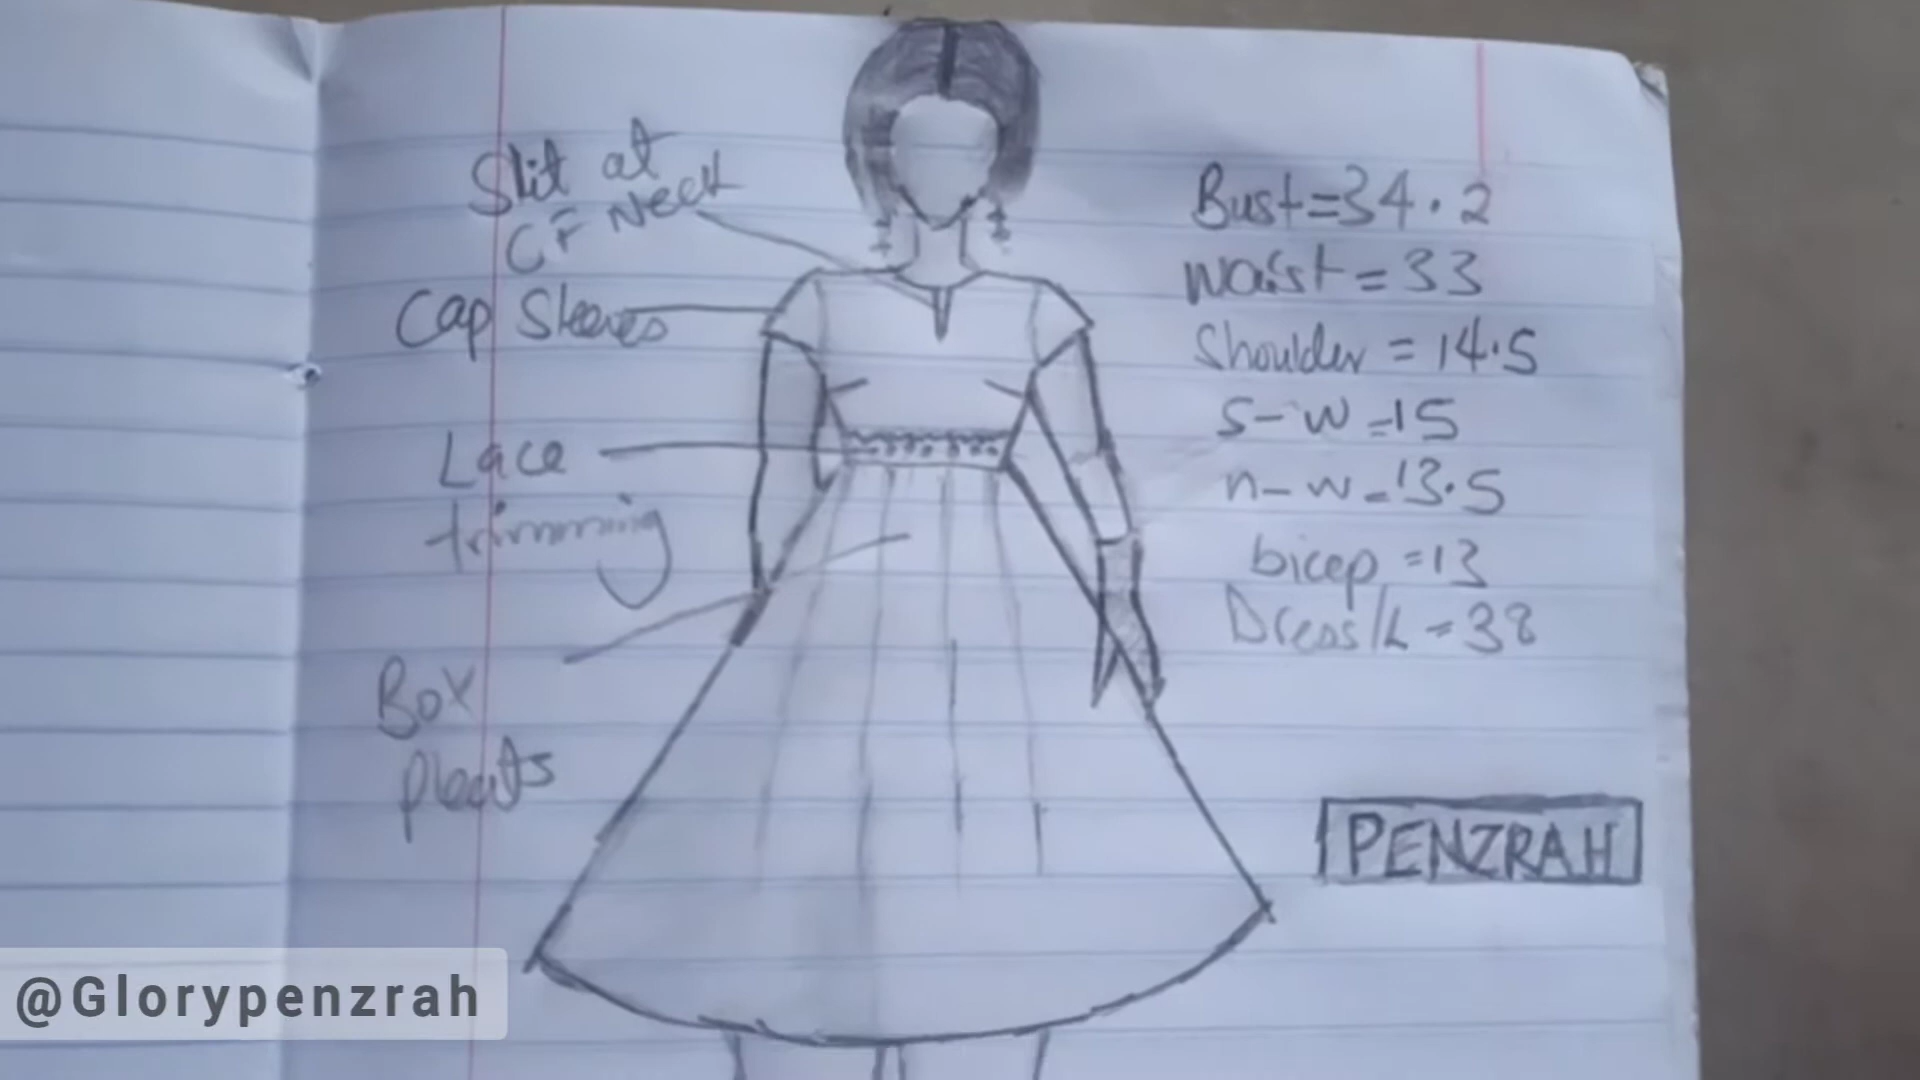 Slit at
CF Neck
Cap Sleeves
Lace
trimming
Box
pleats
Bust=34.2
waist=33
Shoulder = 14.5
S-W=15
n-w=13.5
bicep =13
Dress/L = 38
PENZRAH
@Glorypenzrah